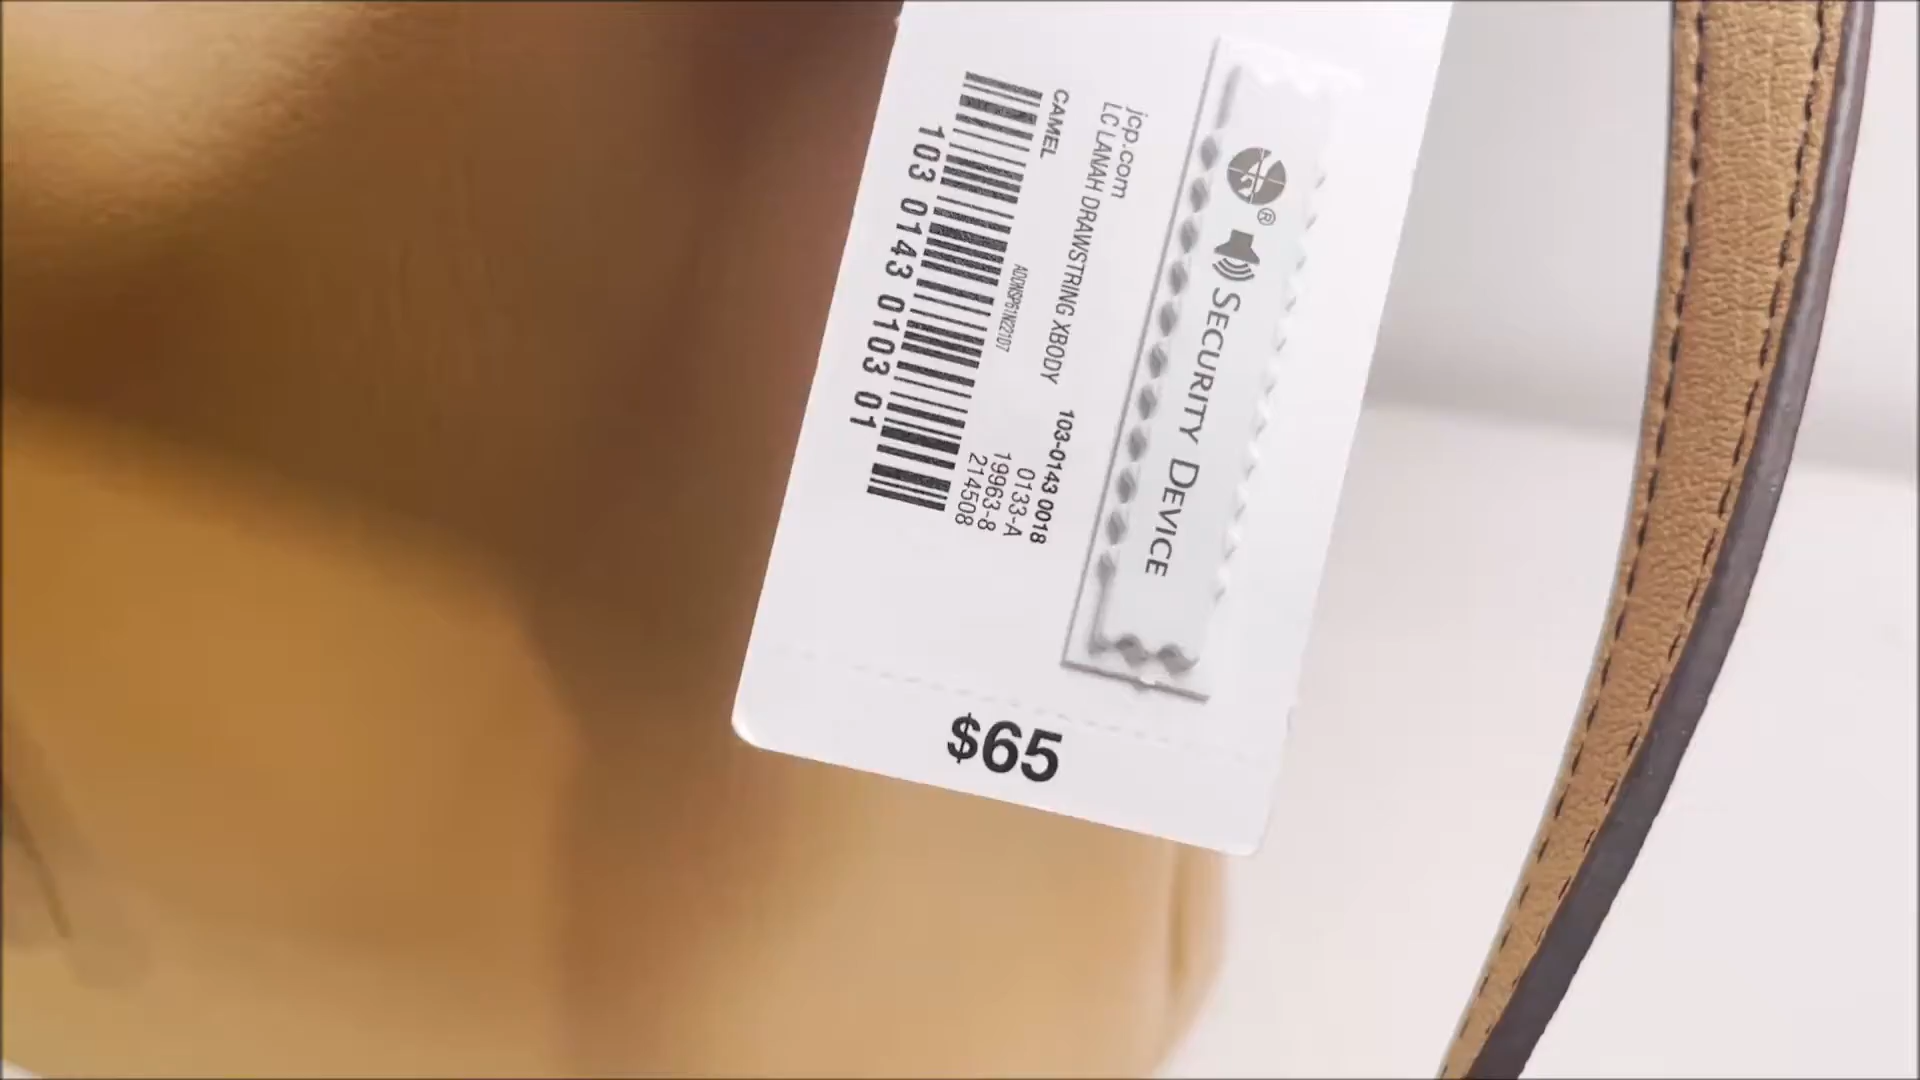 ® SECURITY DEVICE
jcp.com
LC LANAH DRAWSTRING XBODY
103-0143 0018
0133-A
19963-8
214508
CAMEL
103 0143 0103 01
$65